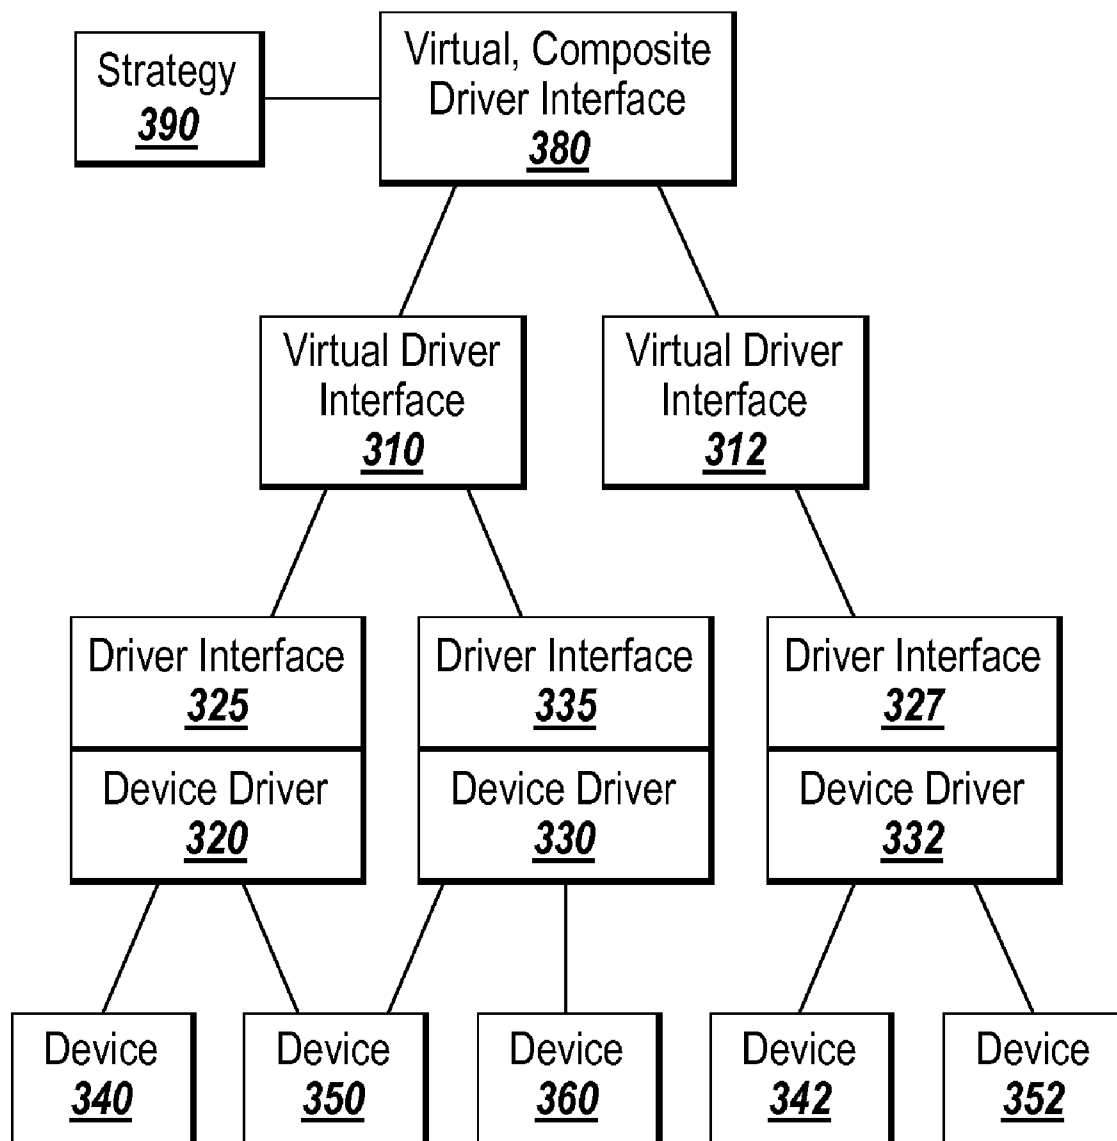 Strategy
390
Virtual, Composite
Driver Interface
380
Virtual Driver
Interface
310
Virtual Driver
Interface
312
Driver Interface
325
Device Driver
320
Driver Interface
335
Device Driver
330
Driver Interface
327
Device Driver
332
Device
340
Device
350
Device
360
Device
342
Device
352